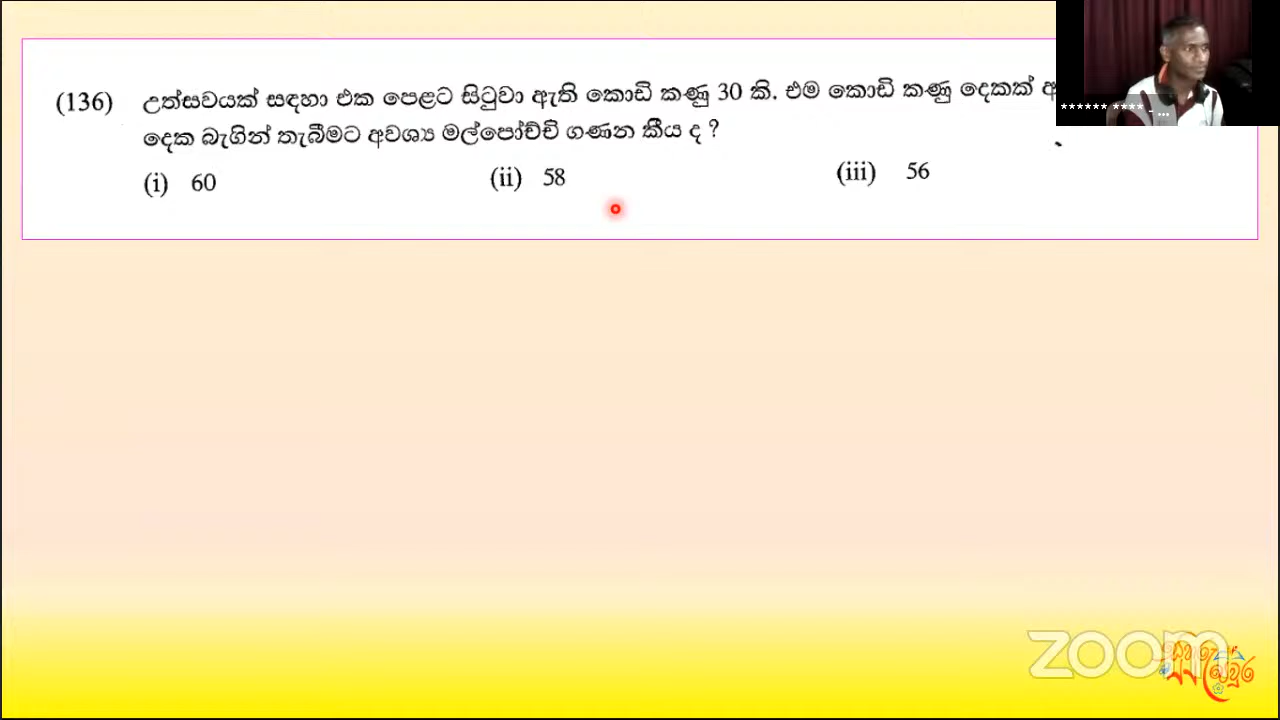 ****** **** - ...
(136) උත්සවයක් සඳහා එක පෙළට සිටුවා ඇති කොඩි කණු 30 කි. එම කොඩි කණු දෙකක් අ
දෙක බැගින් තැබීමට අවශ්‍ය මල්පෝච්චි ගණන කීය ද ?
(i) 60 (ii) 58 (iii) 56
zoom